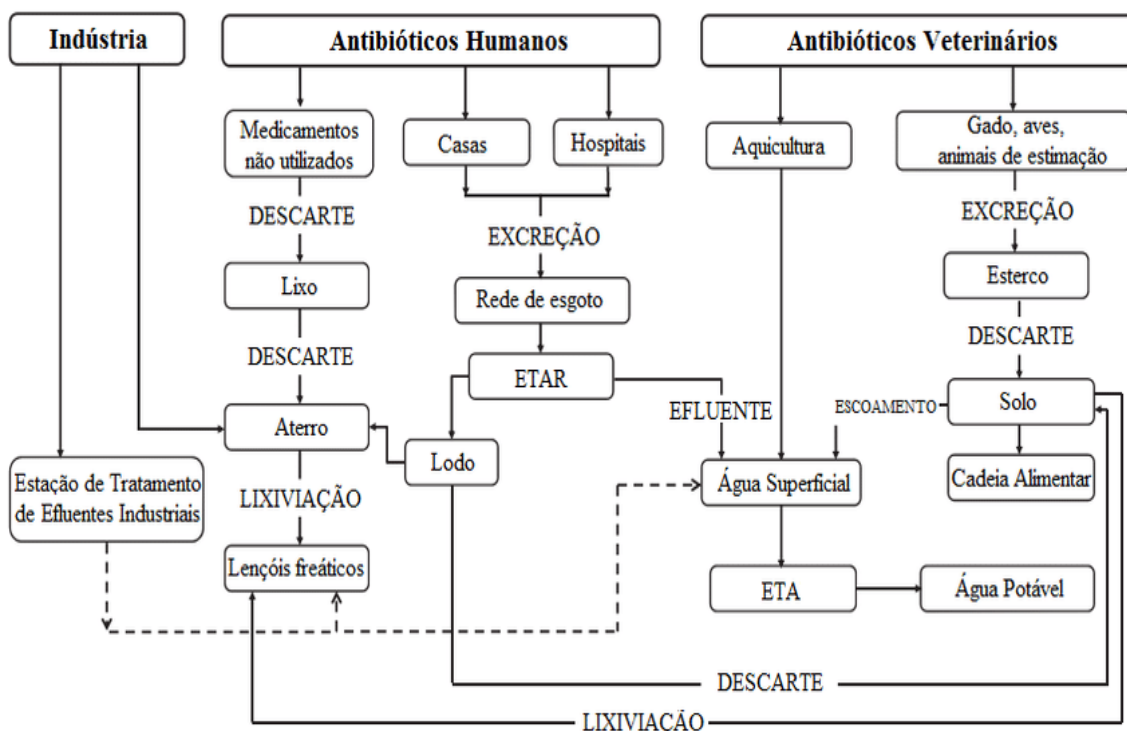 Indústria
Antibióticos Humanos
Antibióticos Veterinários
Medicamentos
não utilizados
Casas
Hospitais
Aquicultura
Gado, aves,
animais de estimação
DESCARTE
EXCREÇÃO
EXCREÇÃO
Lixo
Rede de esgoto
Esterco
DESCARTE
ETAR
DESCARTE
EFLUENTE
ESCOAMENTO
Solo
Aterro
Lodo
Estação de Tratamento
de Efluentes Industriais
Água Superficial
Cadeia Alimentar
LIXIVIAÇÃO
Lençóis freáticos
ETA
Água Potável
DESCARTE
LIXIVIAÇÃO